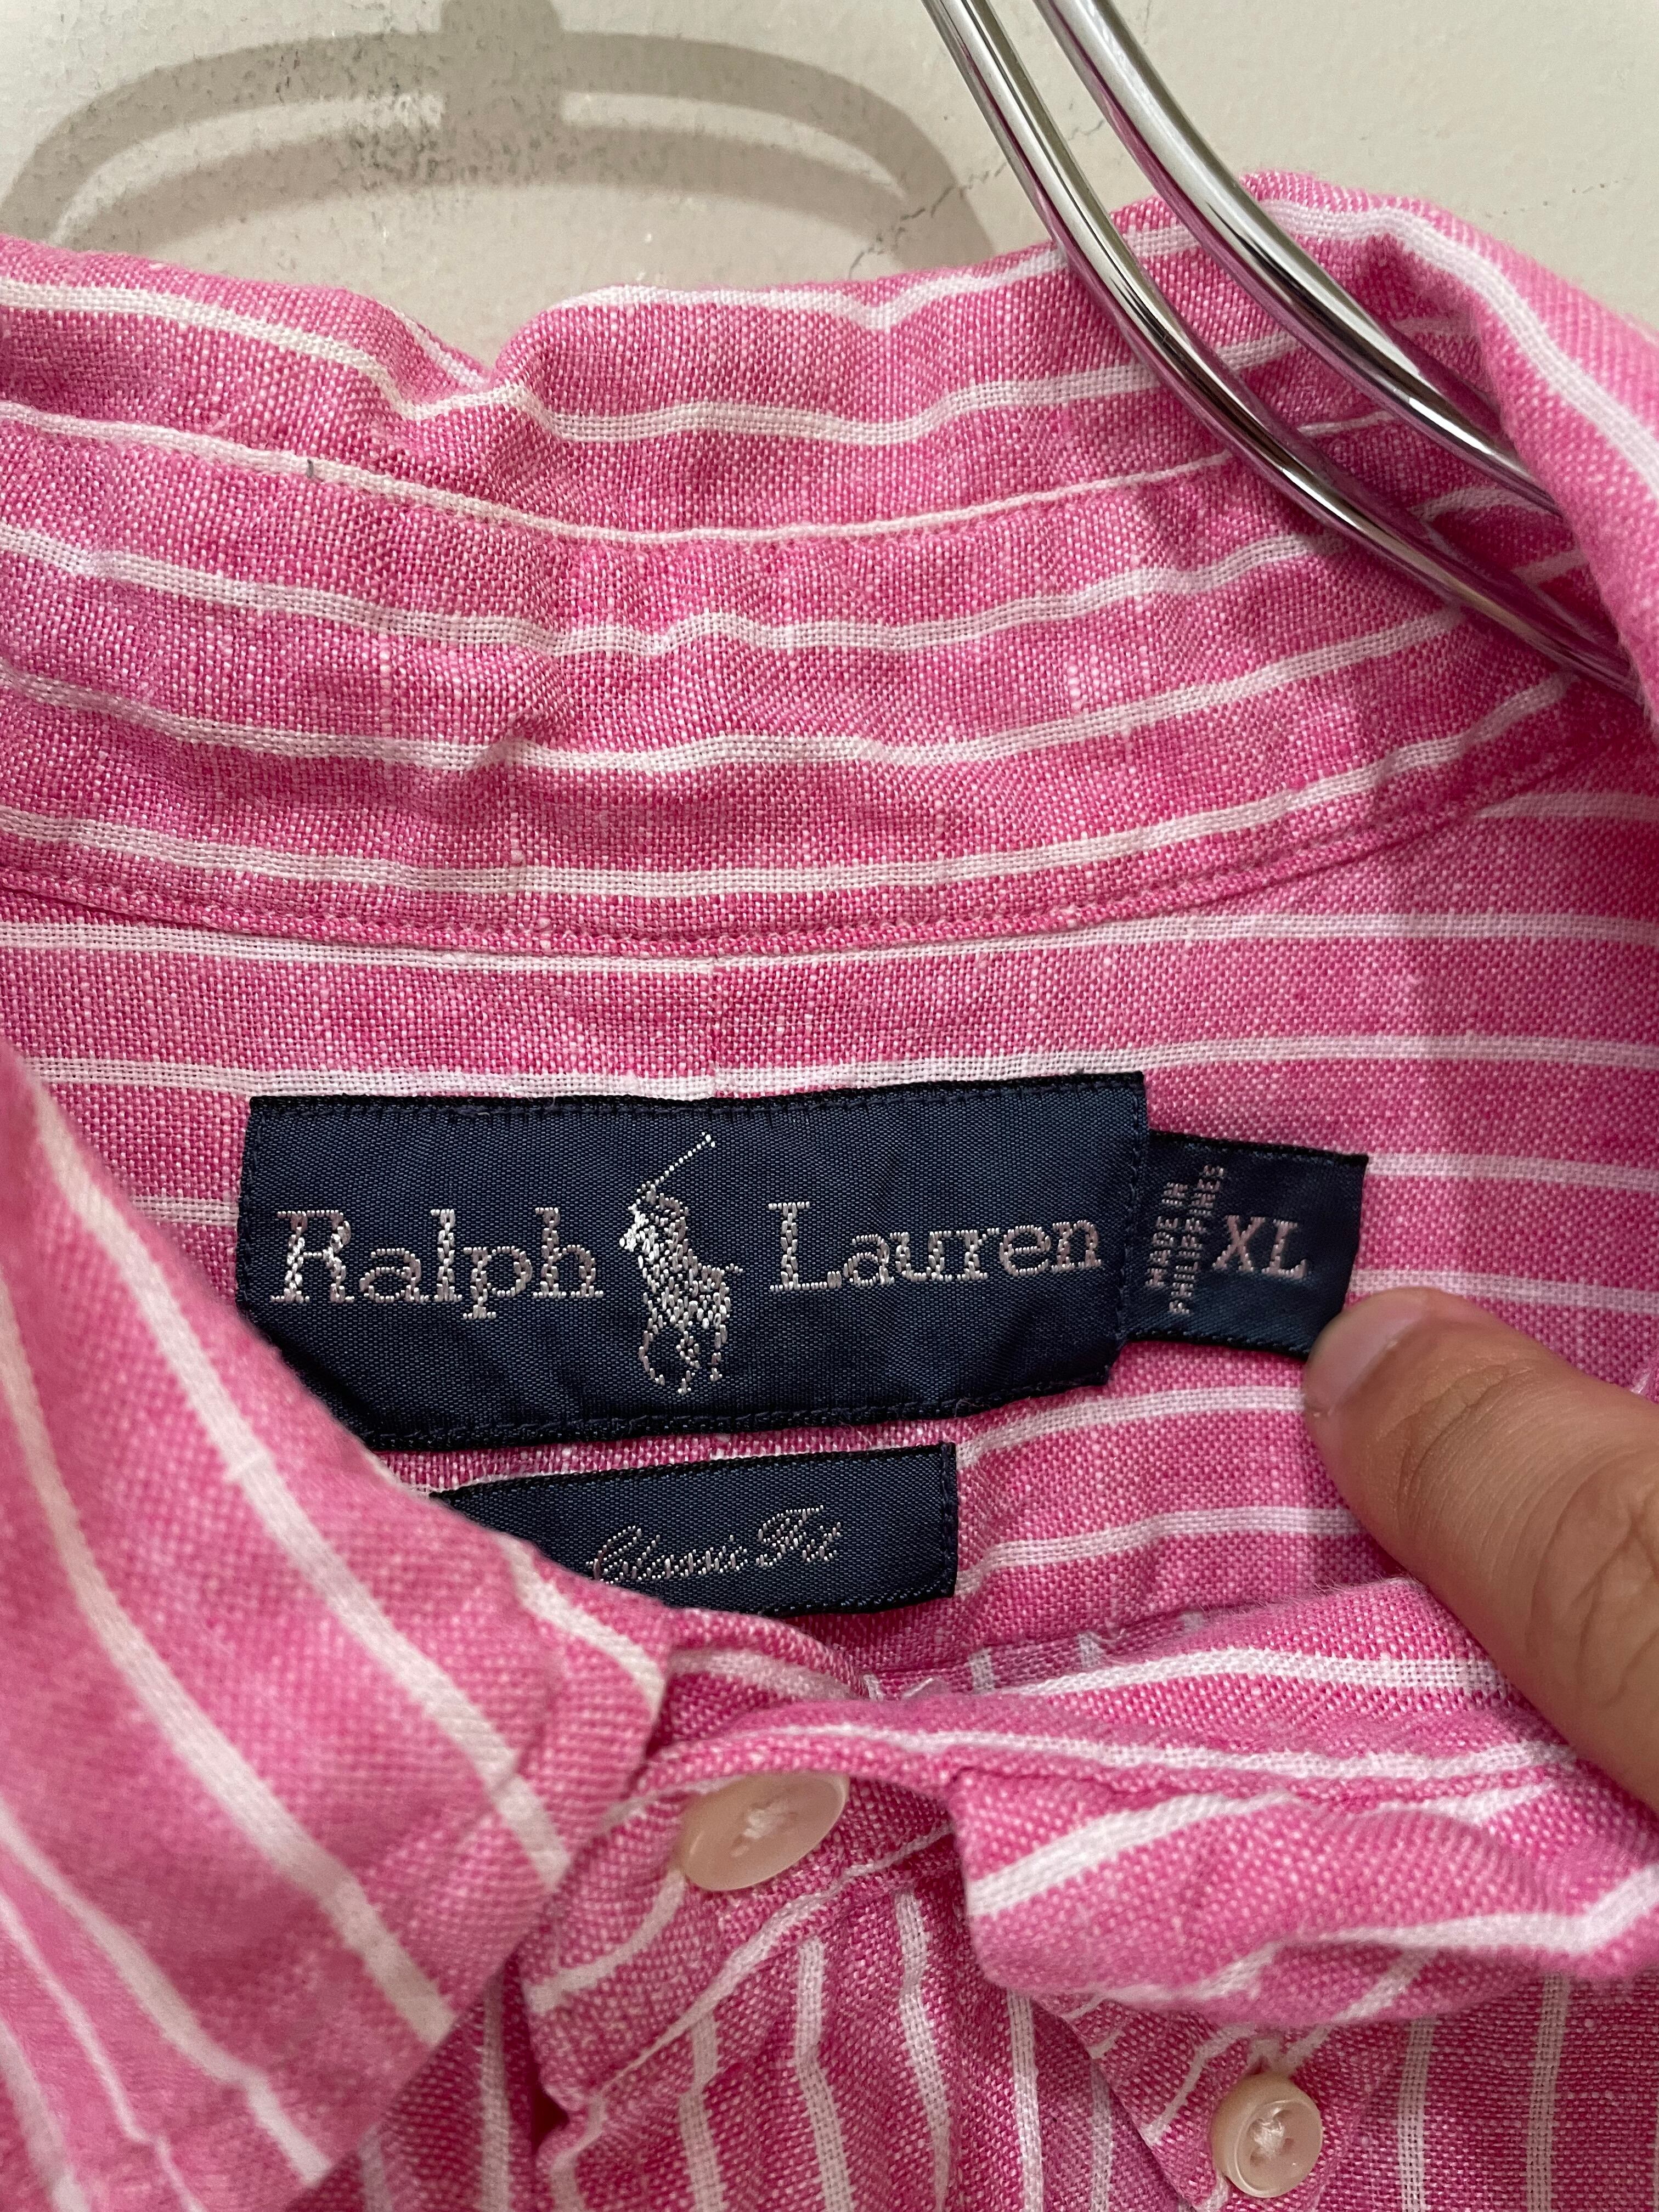 Ralph Lauren
MADE IN
PHILIPPINES
XL
Classic Fit